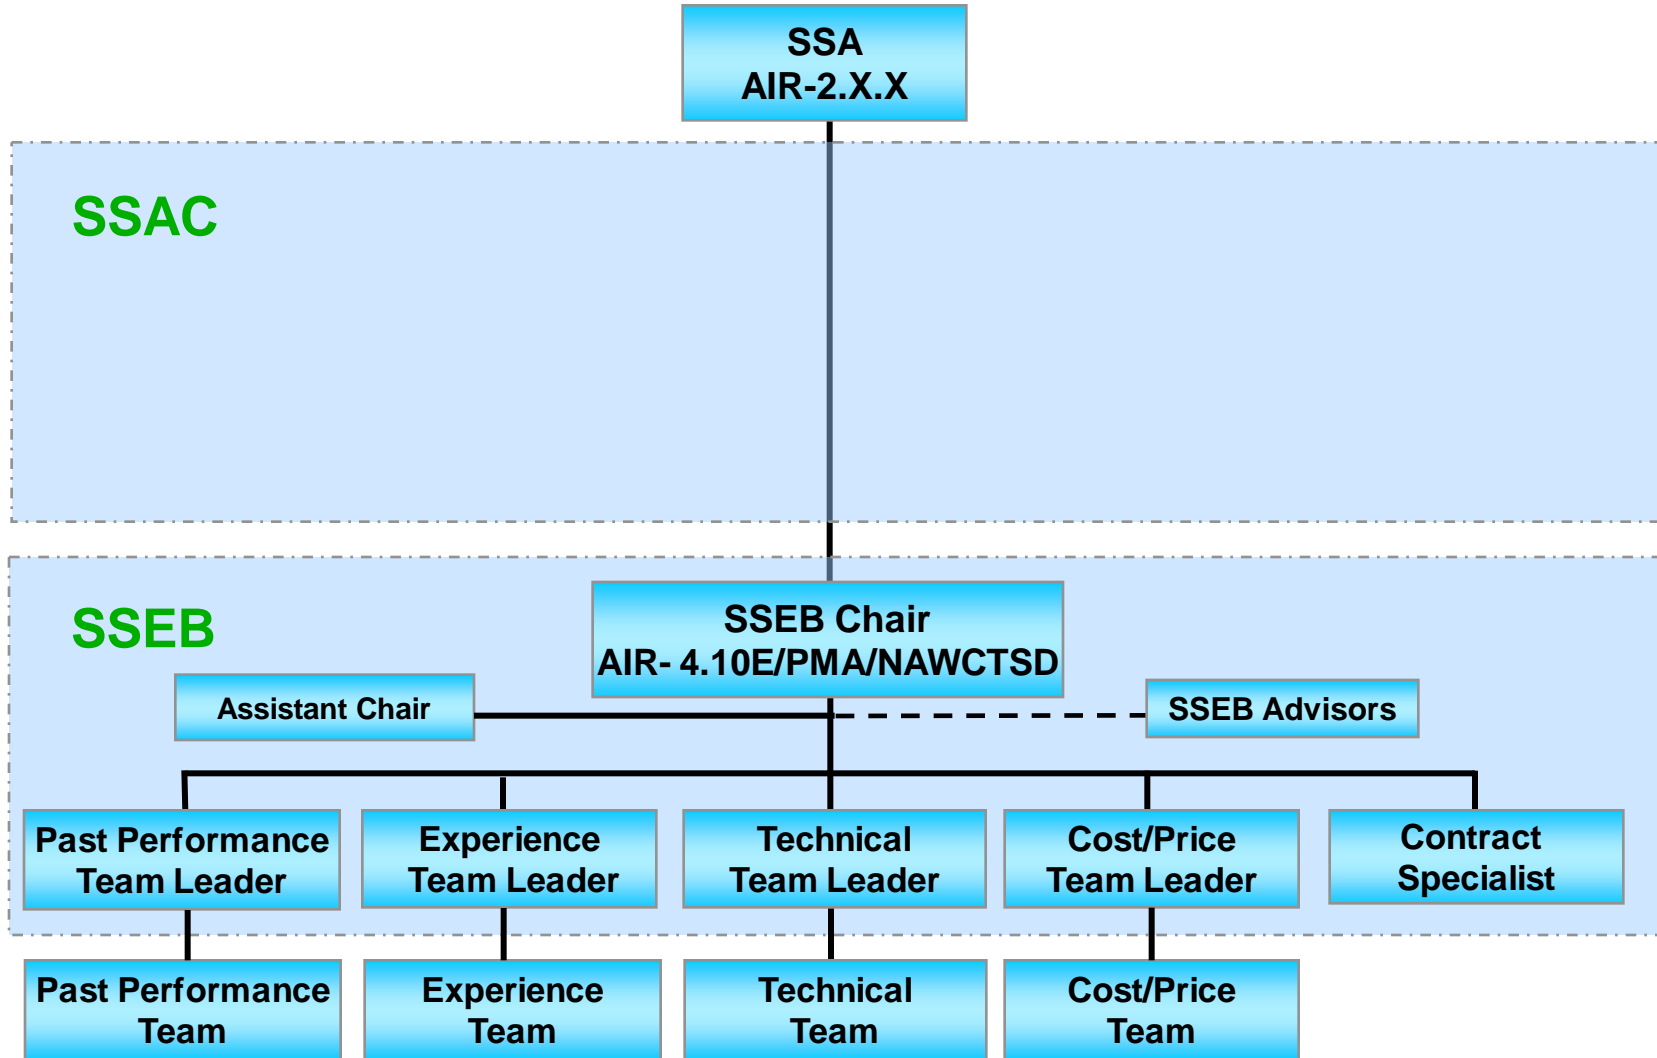 SSA
AIR-2.X.X
SSAC
SSEB
SSEB Chair
AIR- 4.10E/PMA/NAWCTSD
Assistant Chair
SSEB Advisors
Past Performance
Team Leader
Experience
Team Leader
Technical
Team Leader
Cost/Price
Team Leader
Contract
Specialist
Past Performance
Team
Experience
Team
Technical
Team
Cost/Price
Team